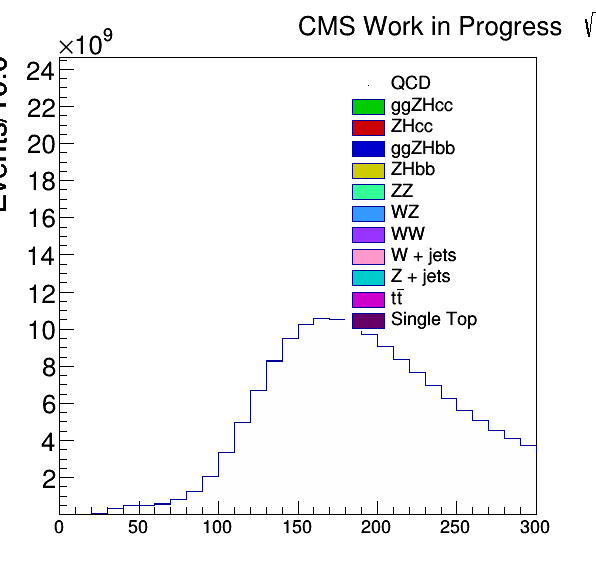 CMS Work in Progress √
×10⁹
24
22
20
18
16
14
12
10
8
6
4
2
QCD
ggZHcc
ZHcc
ggZHbb
ZHbb
ZZ
WZ
WW
W + jets
Z + jets
tt̄
Single Top
0 50 100 150 200 250 300